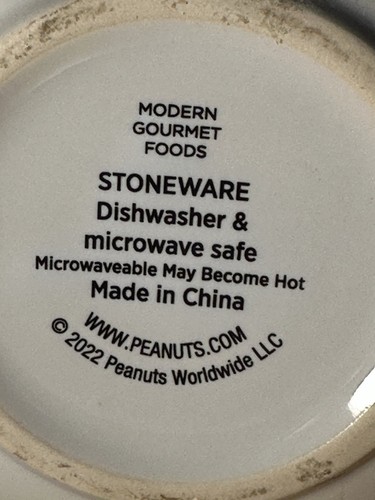 MODERN
GOURMET
FOODS
STONEWARE
Dishwasher &
microwave safe
Microwaveable May Become Hot
Made in China
WWW.PEANUTS.COM
© 2022 Peanuts Worldwide LLC